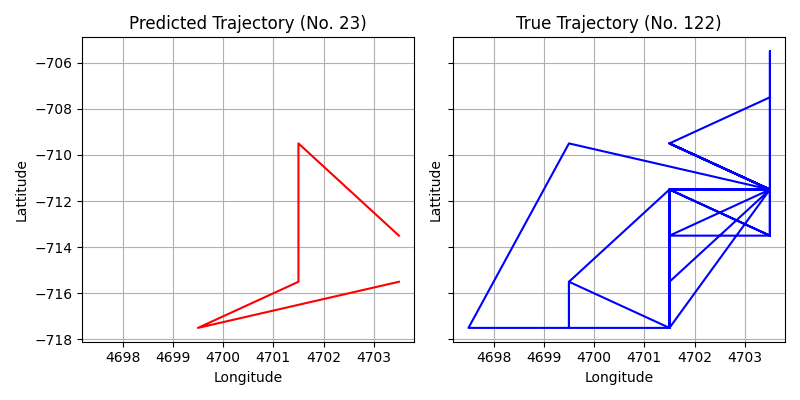 Predicted Trajectory (No. 23)
True Trajectory (No. 122)
−706
−708
−710
−712
−714
−716
−718
Lattitude
Lattitude
4698 4699 4700 4701 4702 4703
4698 4699 4700 4701 4702 4703
Longitude
Longitude